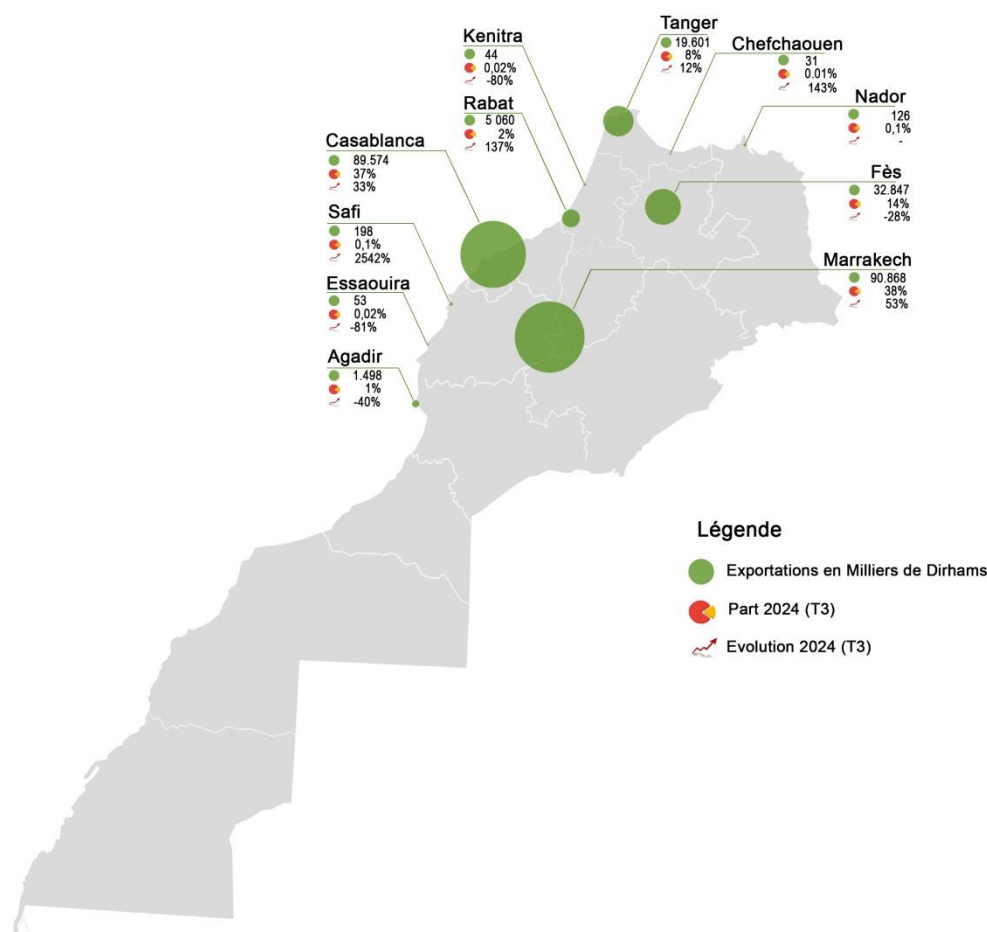 Tanger
19.601
8%
12%
Kenitra
44
0,02%
-80%
Chefchaouen
31
0.01%
143%
Nador
126
0,1%
-
Rabat
5 060
2%
137%
Casablanca
89.574
37%
33%
Fès
32.847
14%
-28%
Safi
198
0,1%
2542%
Marrakech
90.868
38%
53%
Essaouira
53
0,02%
-81%
Agadir
1.498
1%
-40%
Légende
Exportations en Milliers de Dirhams
Part 2024 (T3)
Evolution 2024 (T3)